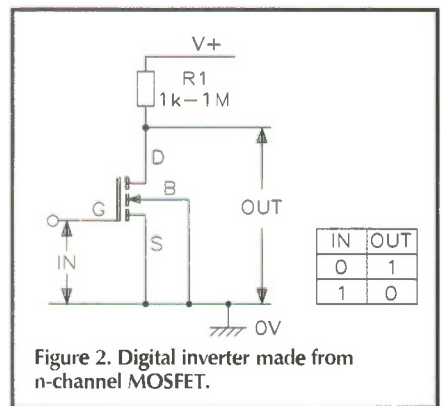 V+
R1
1k–1M
D
B
G
OUT
S
IN
IN OUT
0 1
1 0
0V
Figure 2. Digital inverter made from
n-channel MOSFET.